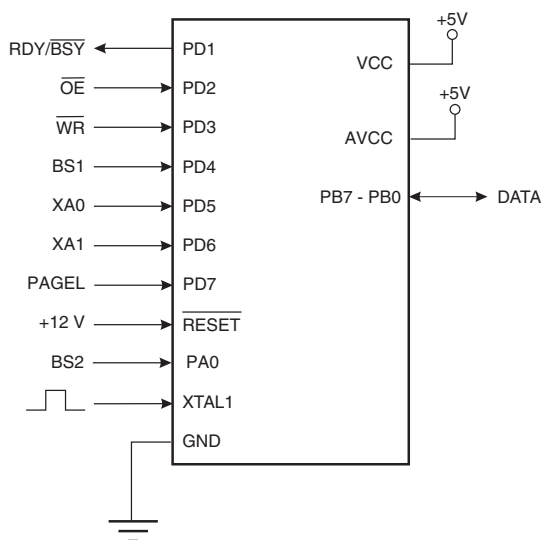 RDY/BSY PD1
OE PD2
WR PD3
BS1 PD4
XA0 PD5
XA1 PD6
PAGEL PD7
+12 V RESET
BS2 PA0
XTAL1
GND
+5V
VCC
+5V
AVCC
PB7 - PB0 DATA